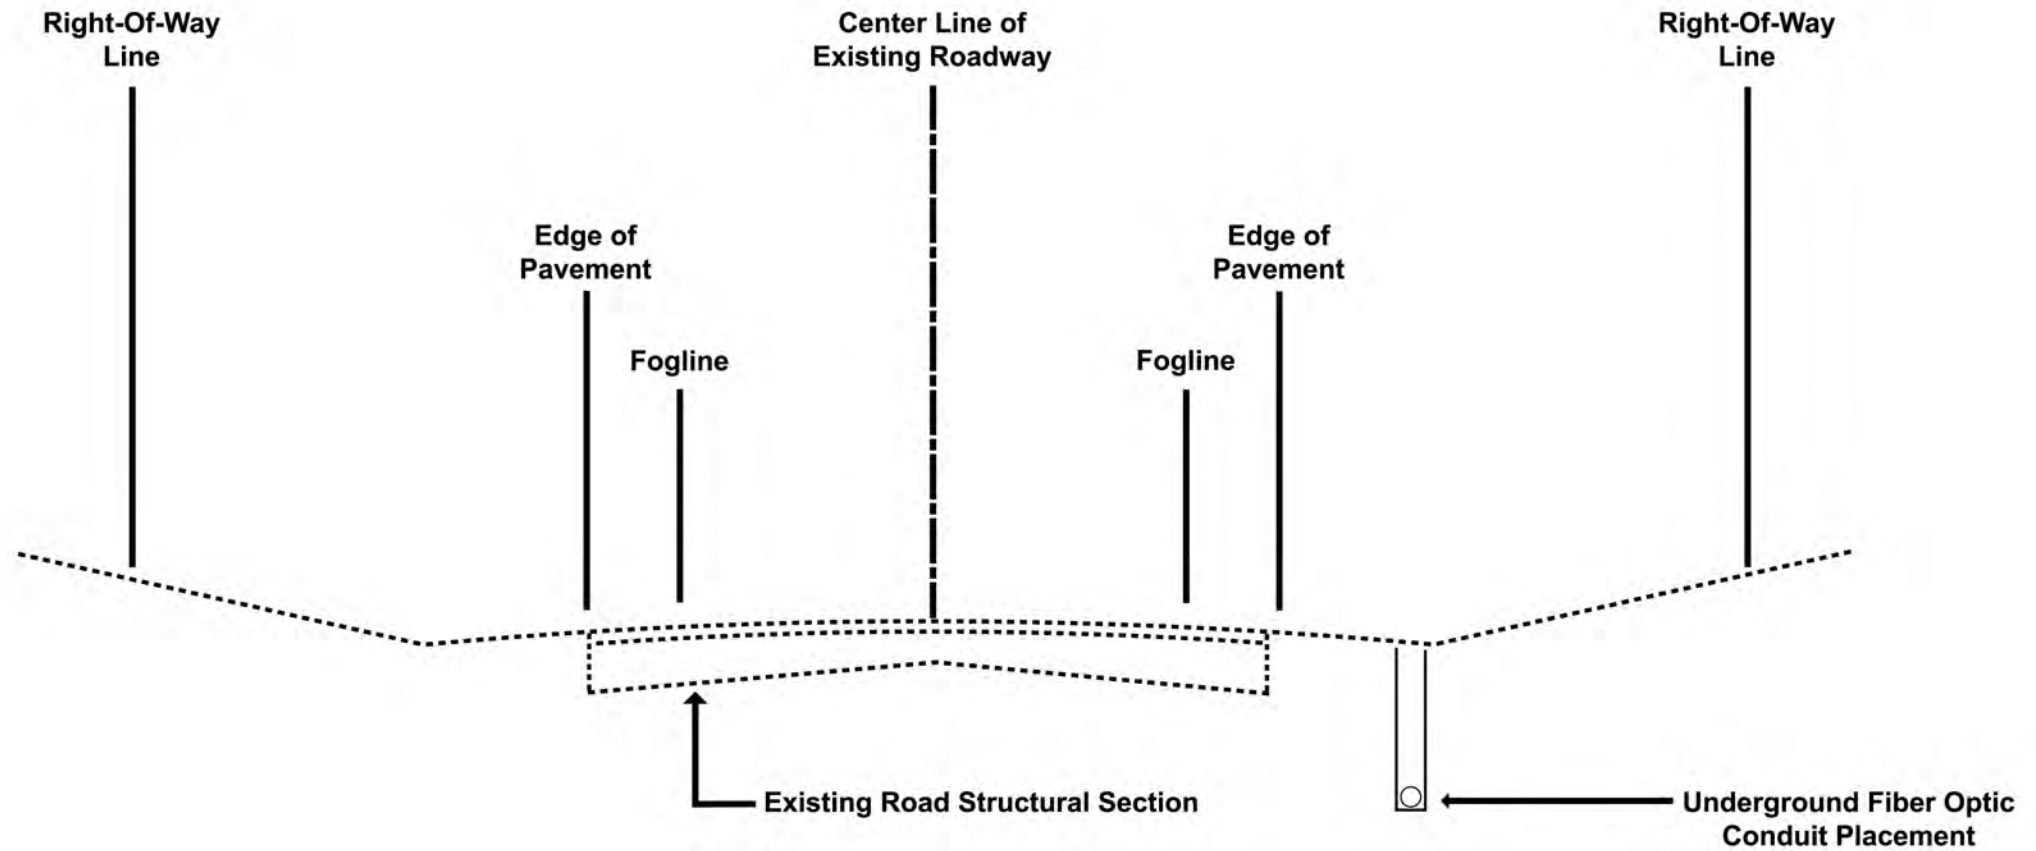 Right-Of-Way
Line
Center Line of
Existing Roadway
Right-Of-Way
Line
Edge of
Pavement
Edge of
Pavement
Fogline
Fogline
Existing Road Structural Section
Underground Fiber Optic
Conduit Placement